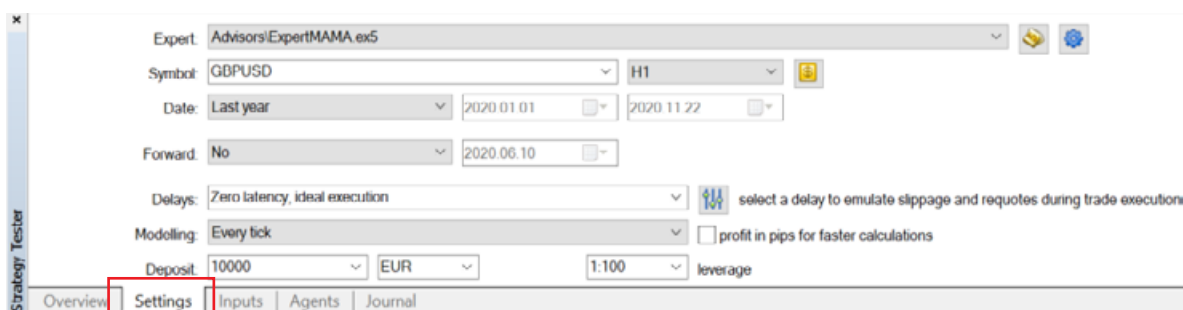 Expert: Advisors\ExpertMAMA.ex5
Symbol: GBPUSD H1
Date: Last year 2020.01.01 2020.11.22
Forward: No 2020.06.10
Delays: Zero latency, ideal execution select a delay to emulate slippage and requotes during trade execution
Modelling: Every tick profit in pips for faster calculations
Deposit: 10000 EUR 1:100 leverage
Strategy Tester
Overview Settings Inputs Agents Journal